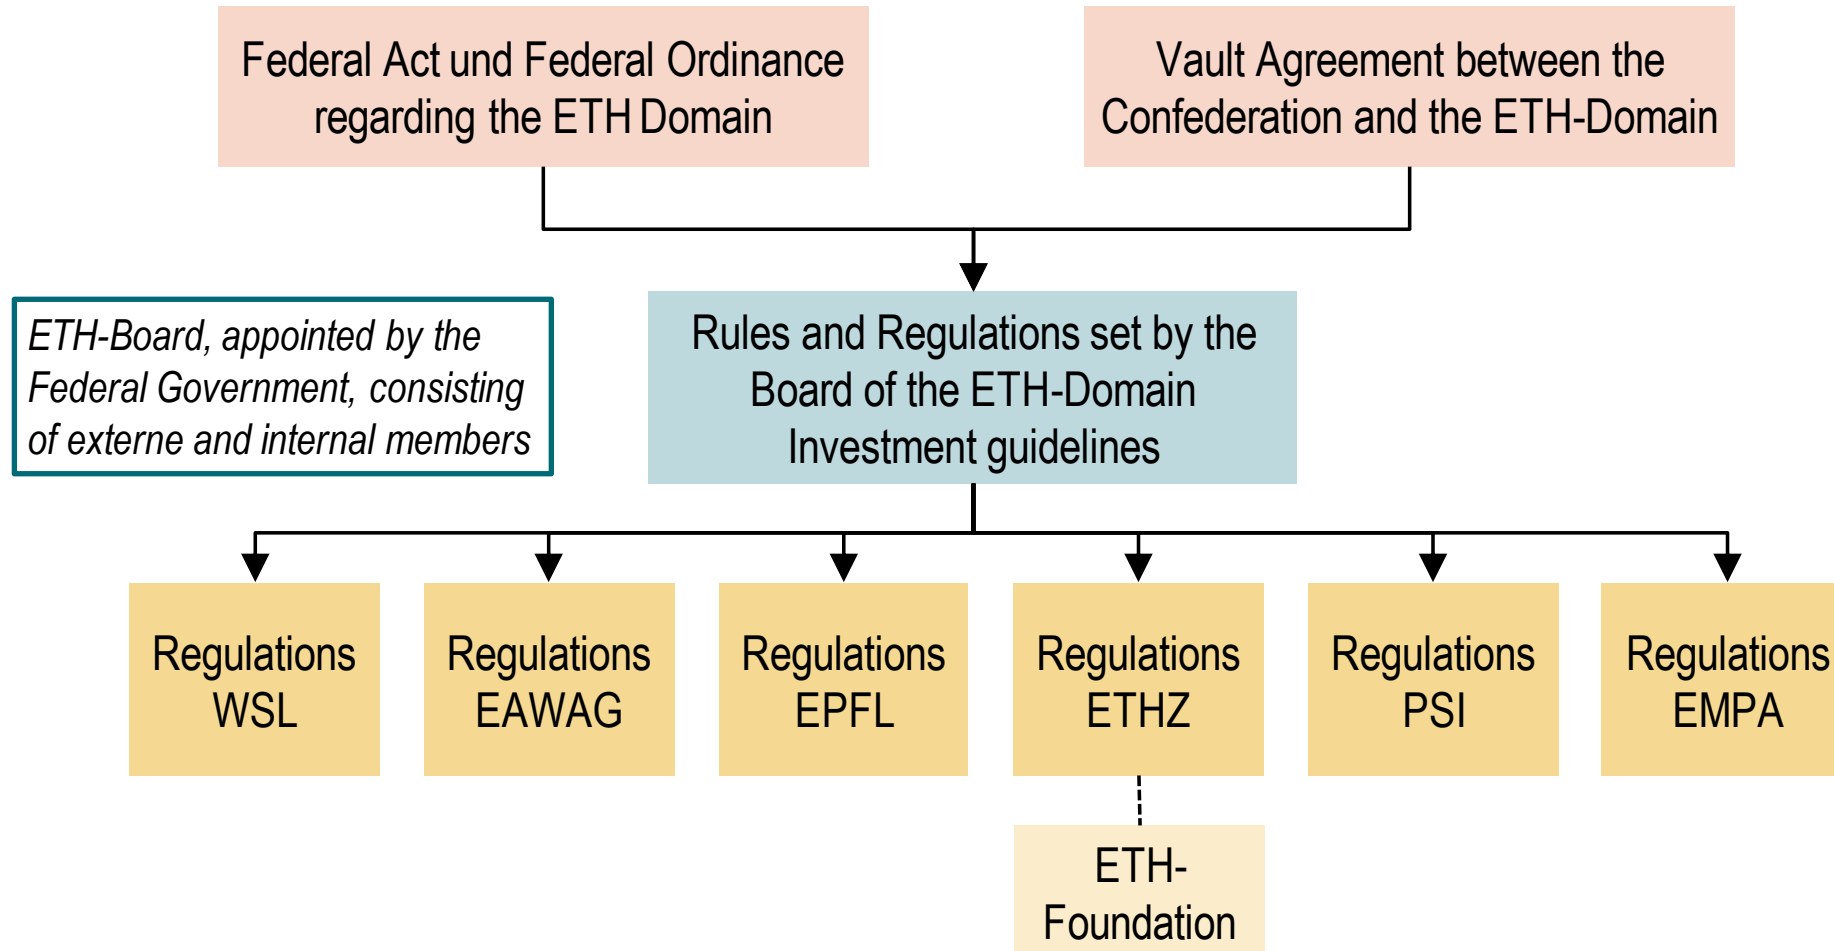 Federal Act und Federal Ordinance
regarding the ETH Domain
Vault Agreement between the
Confederation and the ETH-Domain
ETH-Board, appointed by the
Federal Government, consisting
of externe and internal members
Rules and Regulations set by the
Board of the ETH-Domain
Investment guidelines
Regulations
WSL
Regulations
EAWAG
Regulations
EPFL
Regulations
ETHZ
Regulations
PSI
Regulations
EMPA
ETH-
Foundation